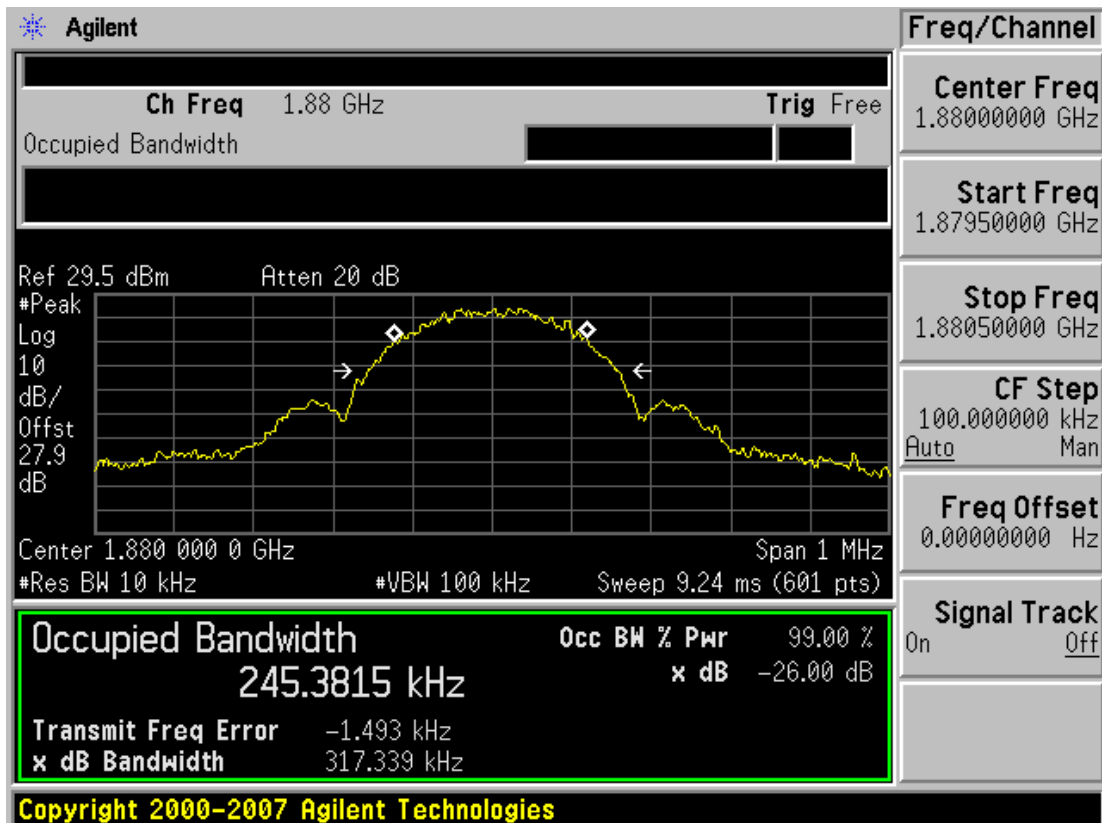 Agilent
Ch Freq 1.88 GHz Trig Free
Occupied Bandwidth
Ref 29.5 dBm Atten 20 dB
#Peak
Log
10
dB/
Offst
27.9
dB
Center 1.880 000 0 GHz Span 1 MHz
#Res BW 10 kHz #VBW 100 kHz Sweep 9.24 ms (601 pts)
Occupied Bandwidth
245.3815 kHz
Occ BW % Pwr 99.00 %
x dB -26.00 dB
Transmit Freq Error -1.493 kHz
x dB Bandwidth 317.339 kHz
Copyright 2000-2007 Agilent Technologies
Freq/Channel
Center Freq
1.88000000 GHz
Start Freq
1.87950000 GHz
Stop Freq
1.88050000 GHz
CF Step
100.000000 kHz
Auto Man
Freq Offset
0.00000000 Hz
Signal Track
On Off